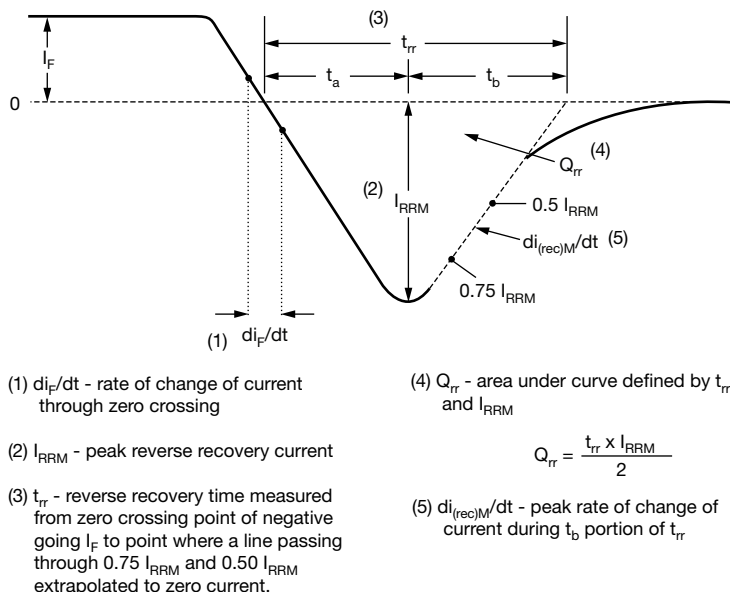 (3)
t_rr
I_F
t_a
t_b
0
(2) I_RRM
Q_rr (4)
0.5 I_RRM
di_(rec)M/dt (5)
0.75 I_RRM
(1) di_F/dt
(1) di_F/dt - rate of change of current
through zero crossing
(2) I_RRM - peak reverse recovery current
(3) t_rr - reverse recovery time measured
from zero crossing point of negative
going I_F to point where a line passing
through 0.75 I_RRM and 0.50 I_RRM
extrapolated to zero current.
(4) Q_rr - area under curve defined by t_rr
and I_RRM
Q_rr = t_rr x I_RRM
2
(5) di_(rec)M/dt - peak rate of change of
current during t_b portion of t_rr